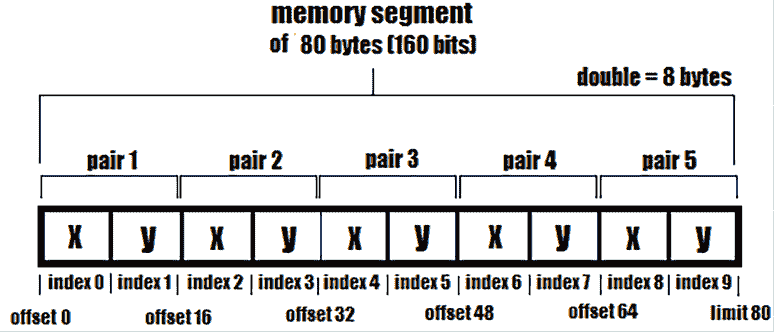 memory segment
of 80 bytes (160 bits)
double = 8 bytes
pair 1 pair 2 pair 3 pair 4 pair 5
x y x y x y x y x y
index 0 index 1 index 2 index 3 index 4 index 5 index 6 index 7 index 8 index 9
offset 0 offset 16 offset 32 offset 48 offset 64 limit 80